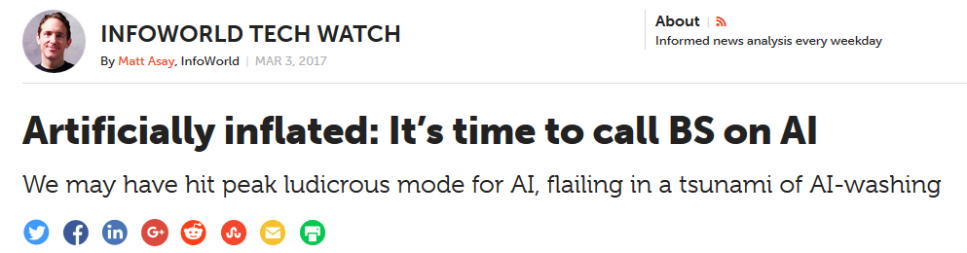 INFOWORLD TECH WATCH
By Matt Asay, InfoWorld | MAR 3, 2017
About |
Informed news analysis every weekday
Artificially inflated: It’s time to call BS on AI
We may have hit peak ludicrous mode for AI, flailing in a tsunami of AI-washing
G+